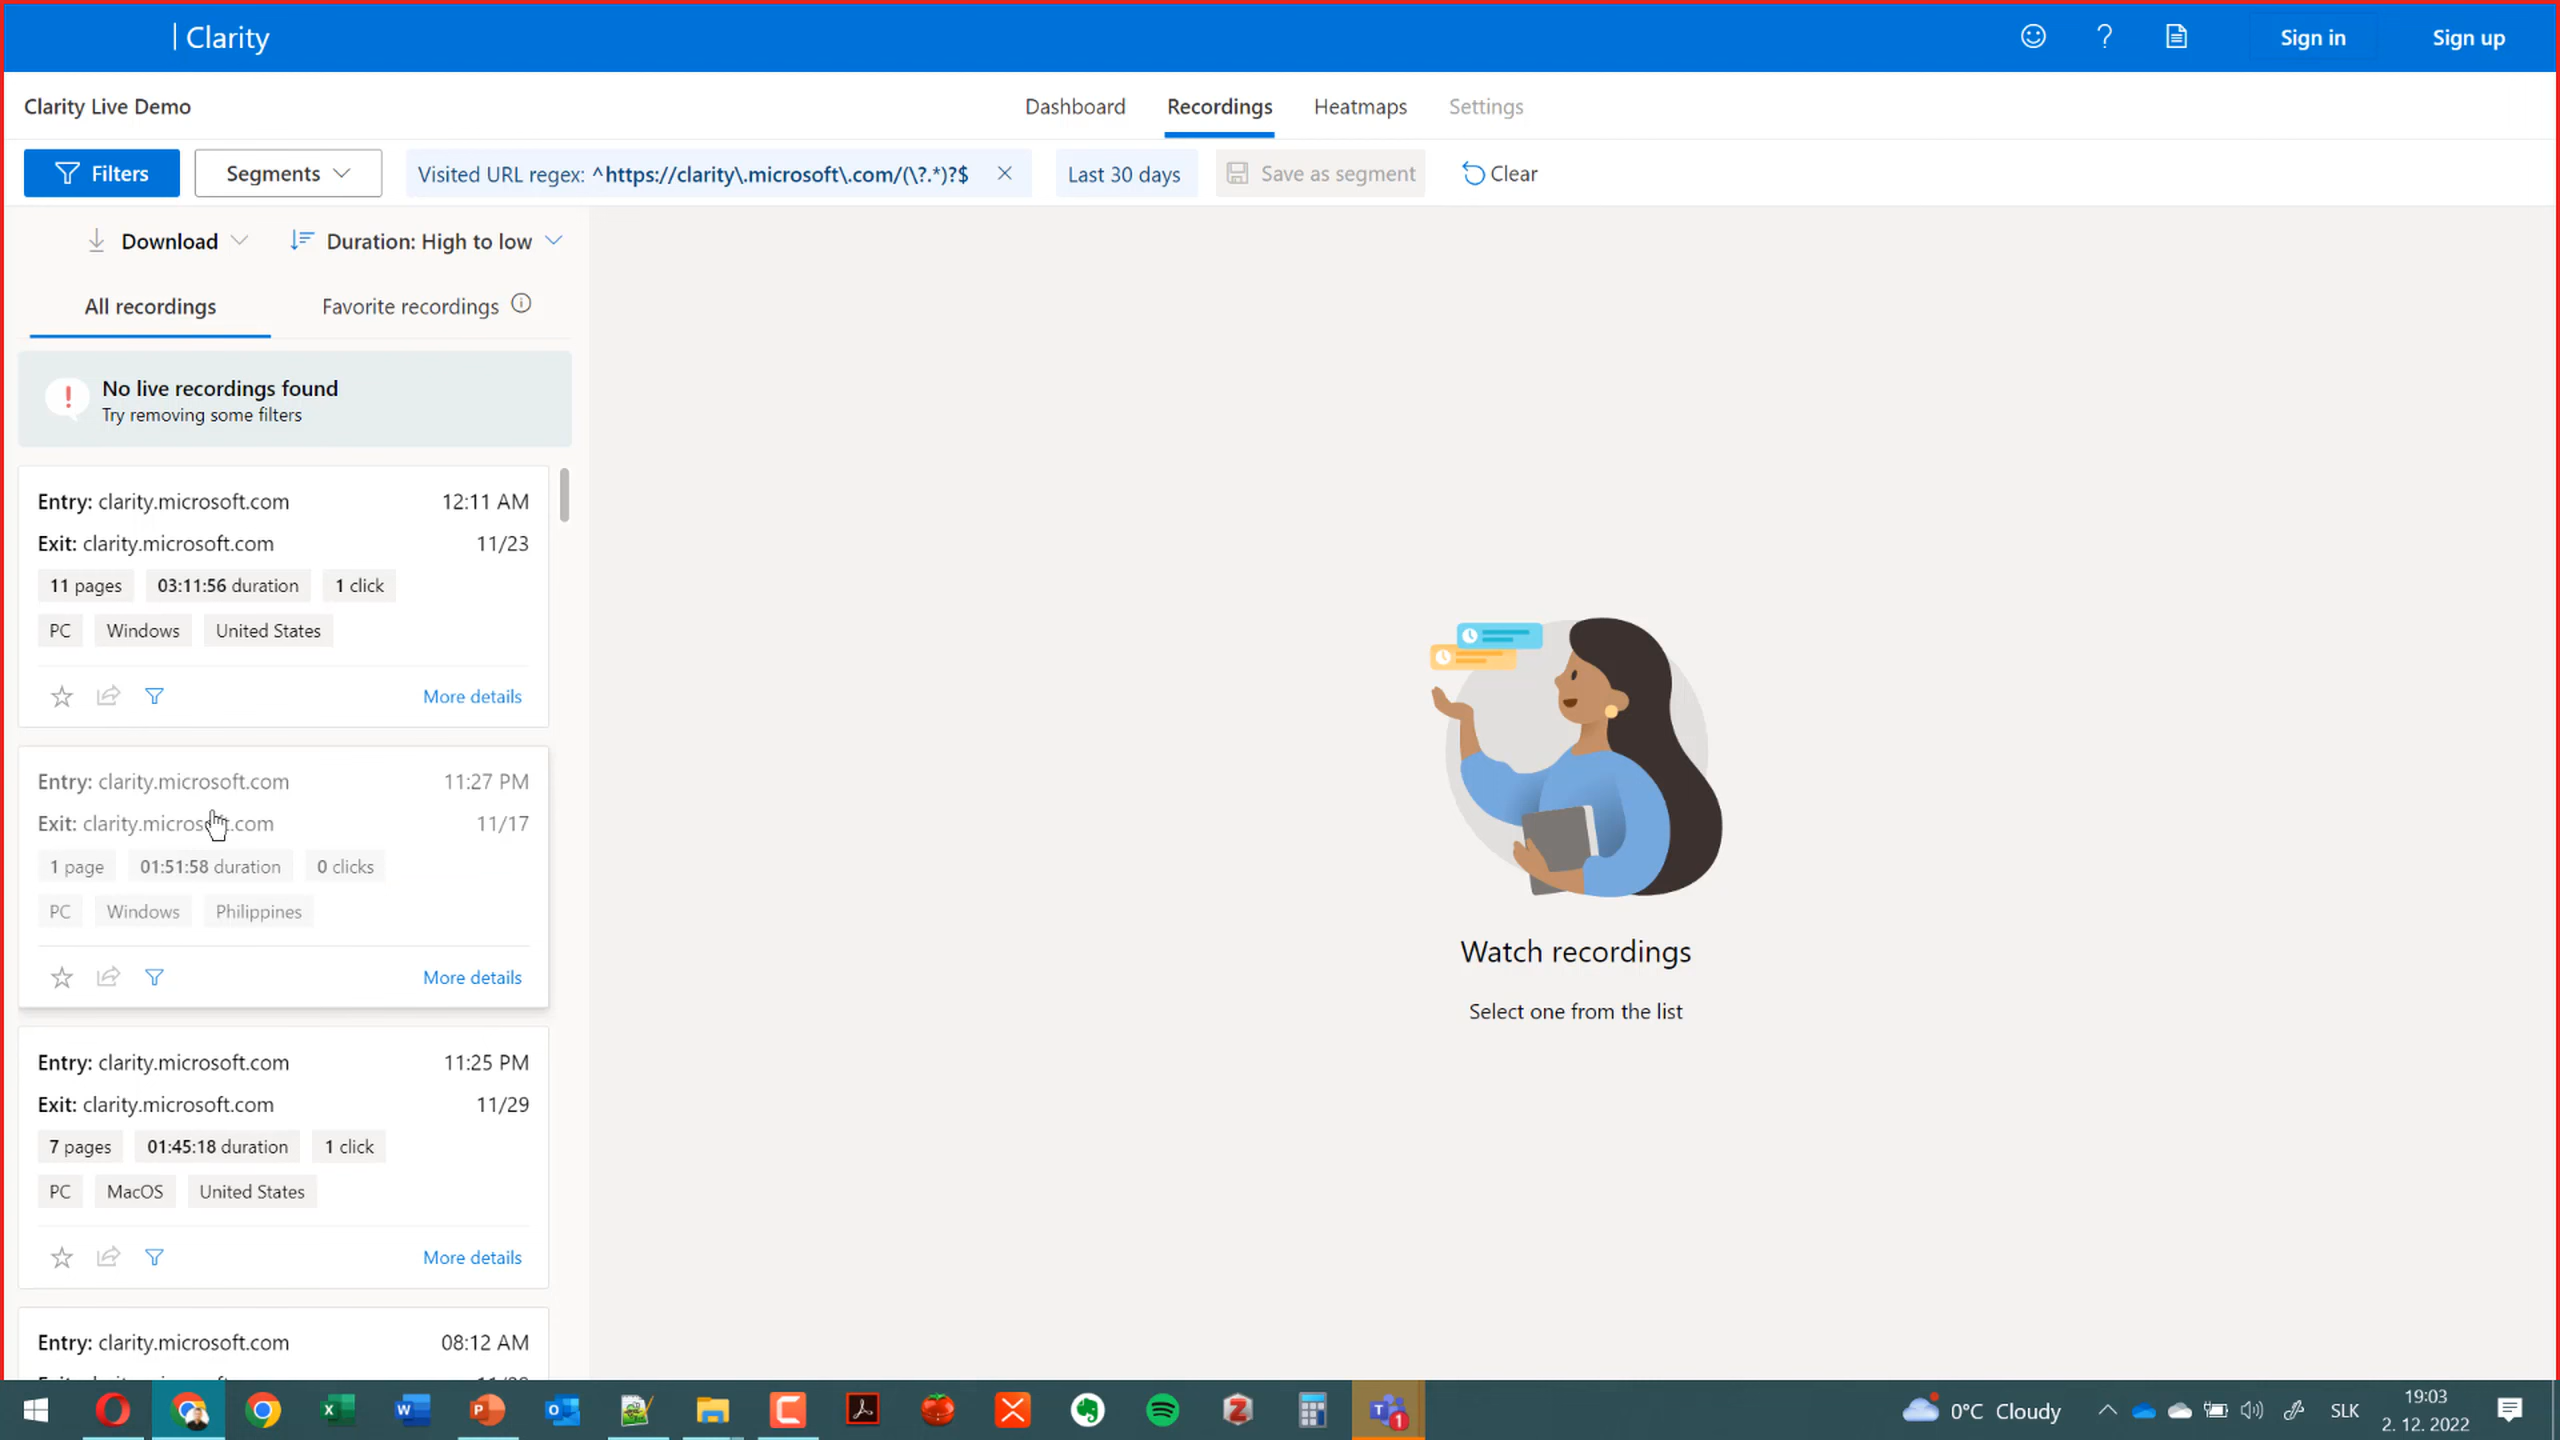 | Clarity
Sign in
Sign up
Clarity Live Demo
Dashboard
Recordings
Heatmaps
Settings
Filters
Segments
Visited URL regex: ^https://clarity\.microsoft\.com/(\?.*)?$
Last 30 days
Save as segment
Clear
Download
Duration: High to low
All recordings
Favorite recordings
No live recordings found
Try removing some filters
Entry: clarity.microsoft.com 12:11 AM
Exit: clarity.microsoft.com 11/23
11 pages 03:11:56 duration 1 click
PC Windows United States
More details
Entry: clarity.microsoft.com 11:27 PM
Exit: clarity.microsoft.com 11/17
1 page 01:51:58 duration 0 clicks
PC Windows Philippines
More details
Entry: clarity.microsoft.com 11:25 PM
Exit: clarity.microsoft.com 11/29
7 pages 01:45:18 duration 1 click
PC MacOS United States
More details
Entry: clarity.microsoft.com 08:12 AM
Watch recordings
Select one from the list
0°C Cloudy
SLK
19:03
2. 12. 2022